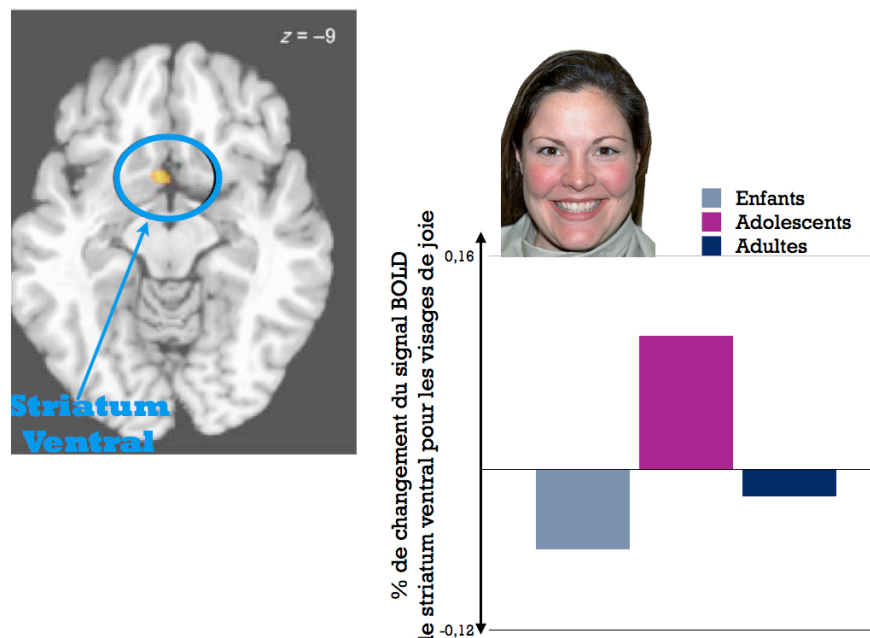 z = –9
Striatum
Ventral
Enfants
Adolescents
Adultes
% de changement du signal BOLD
le striatum ventral pour les visages de joie
0,16
-0,12